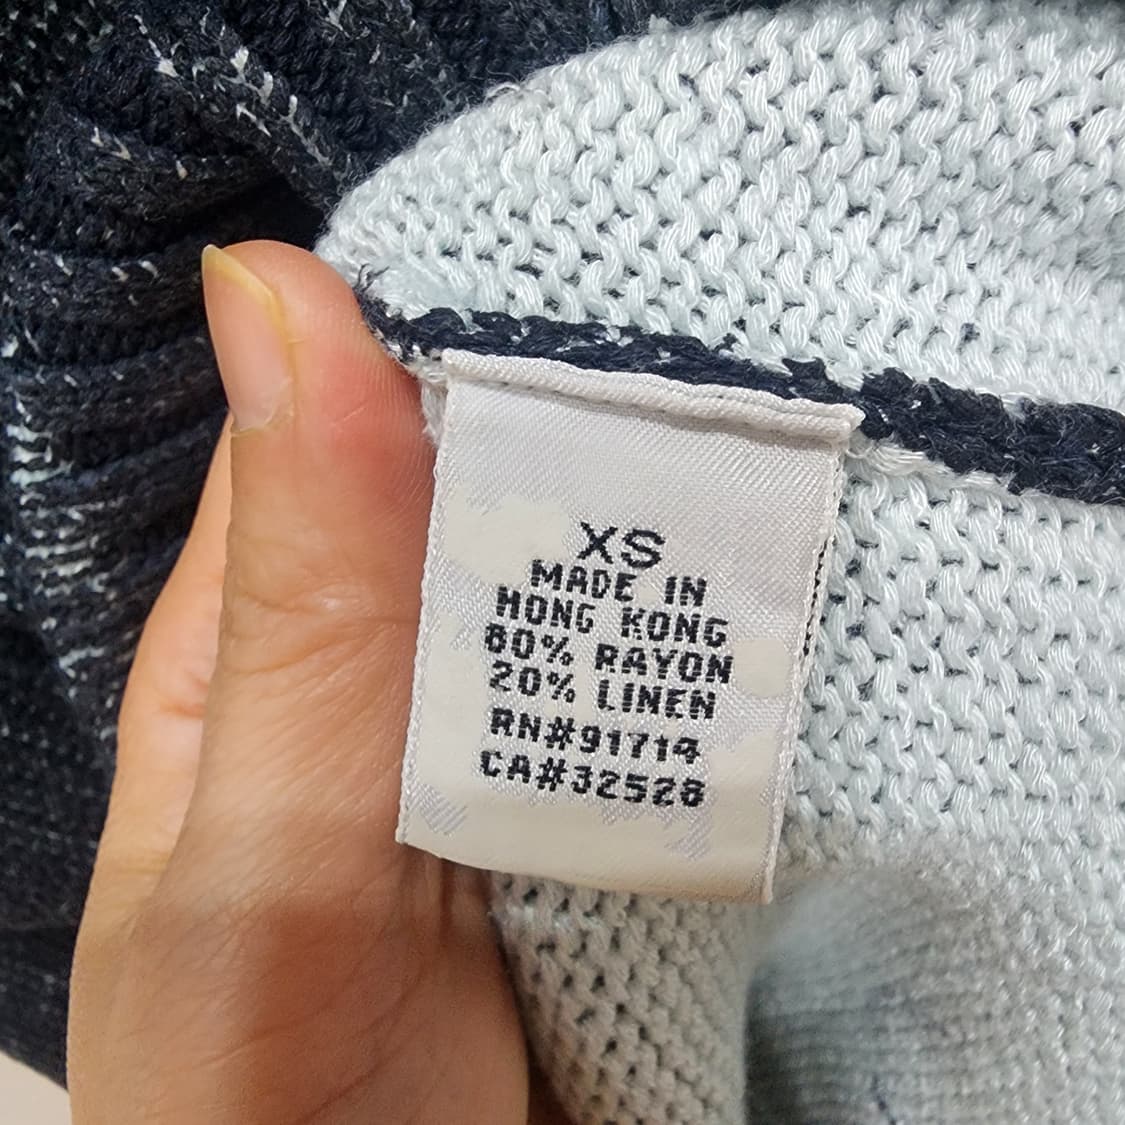 XS
MADE IN
HONG KONG
80% RAYON
20% LINEN
RN#91714
CA#32528